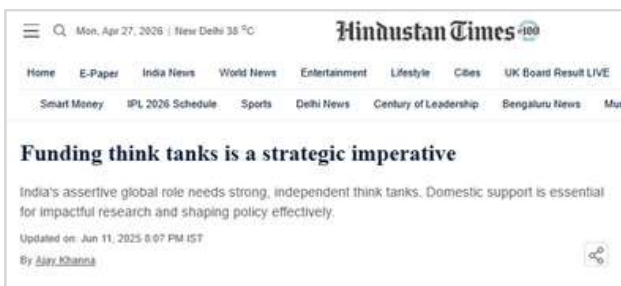 Mon, Apr 27, 2026 | New Delhi 38 °C
Hindustan Times
100
Home E-Paper India News World News Entertainment Lifestyle Cities UK Board Result LIVE
Smart Money IPL 2026 Schedule Sports Delhi News Century of Leadership Bengaluru News Mu
Funding think tanks is a strategic imperative
India's assertive global role needs strong, independent think tanks. Domestic support is essential
for impactful research and shaping policy effectively.
Updated on: Jun 11, 2025 8:07 PM IST
By Ajay Khanna